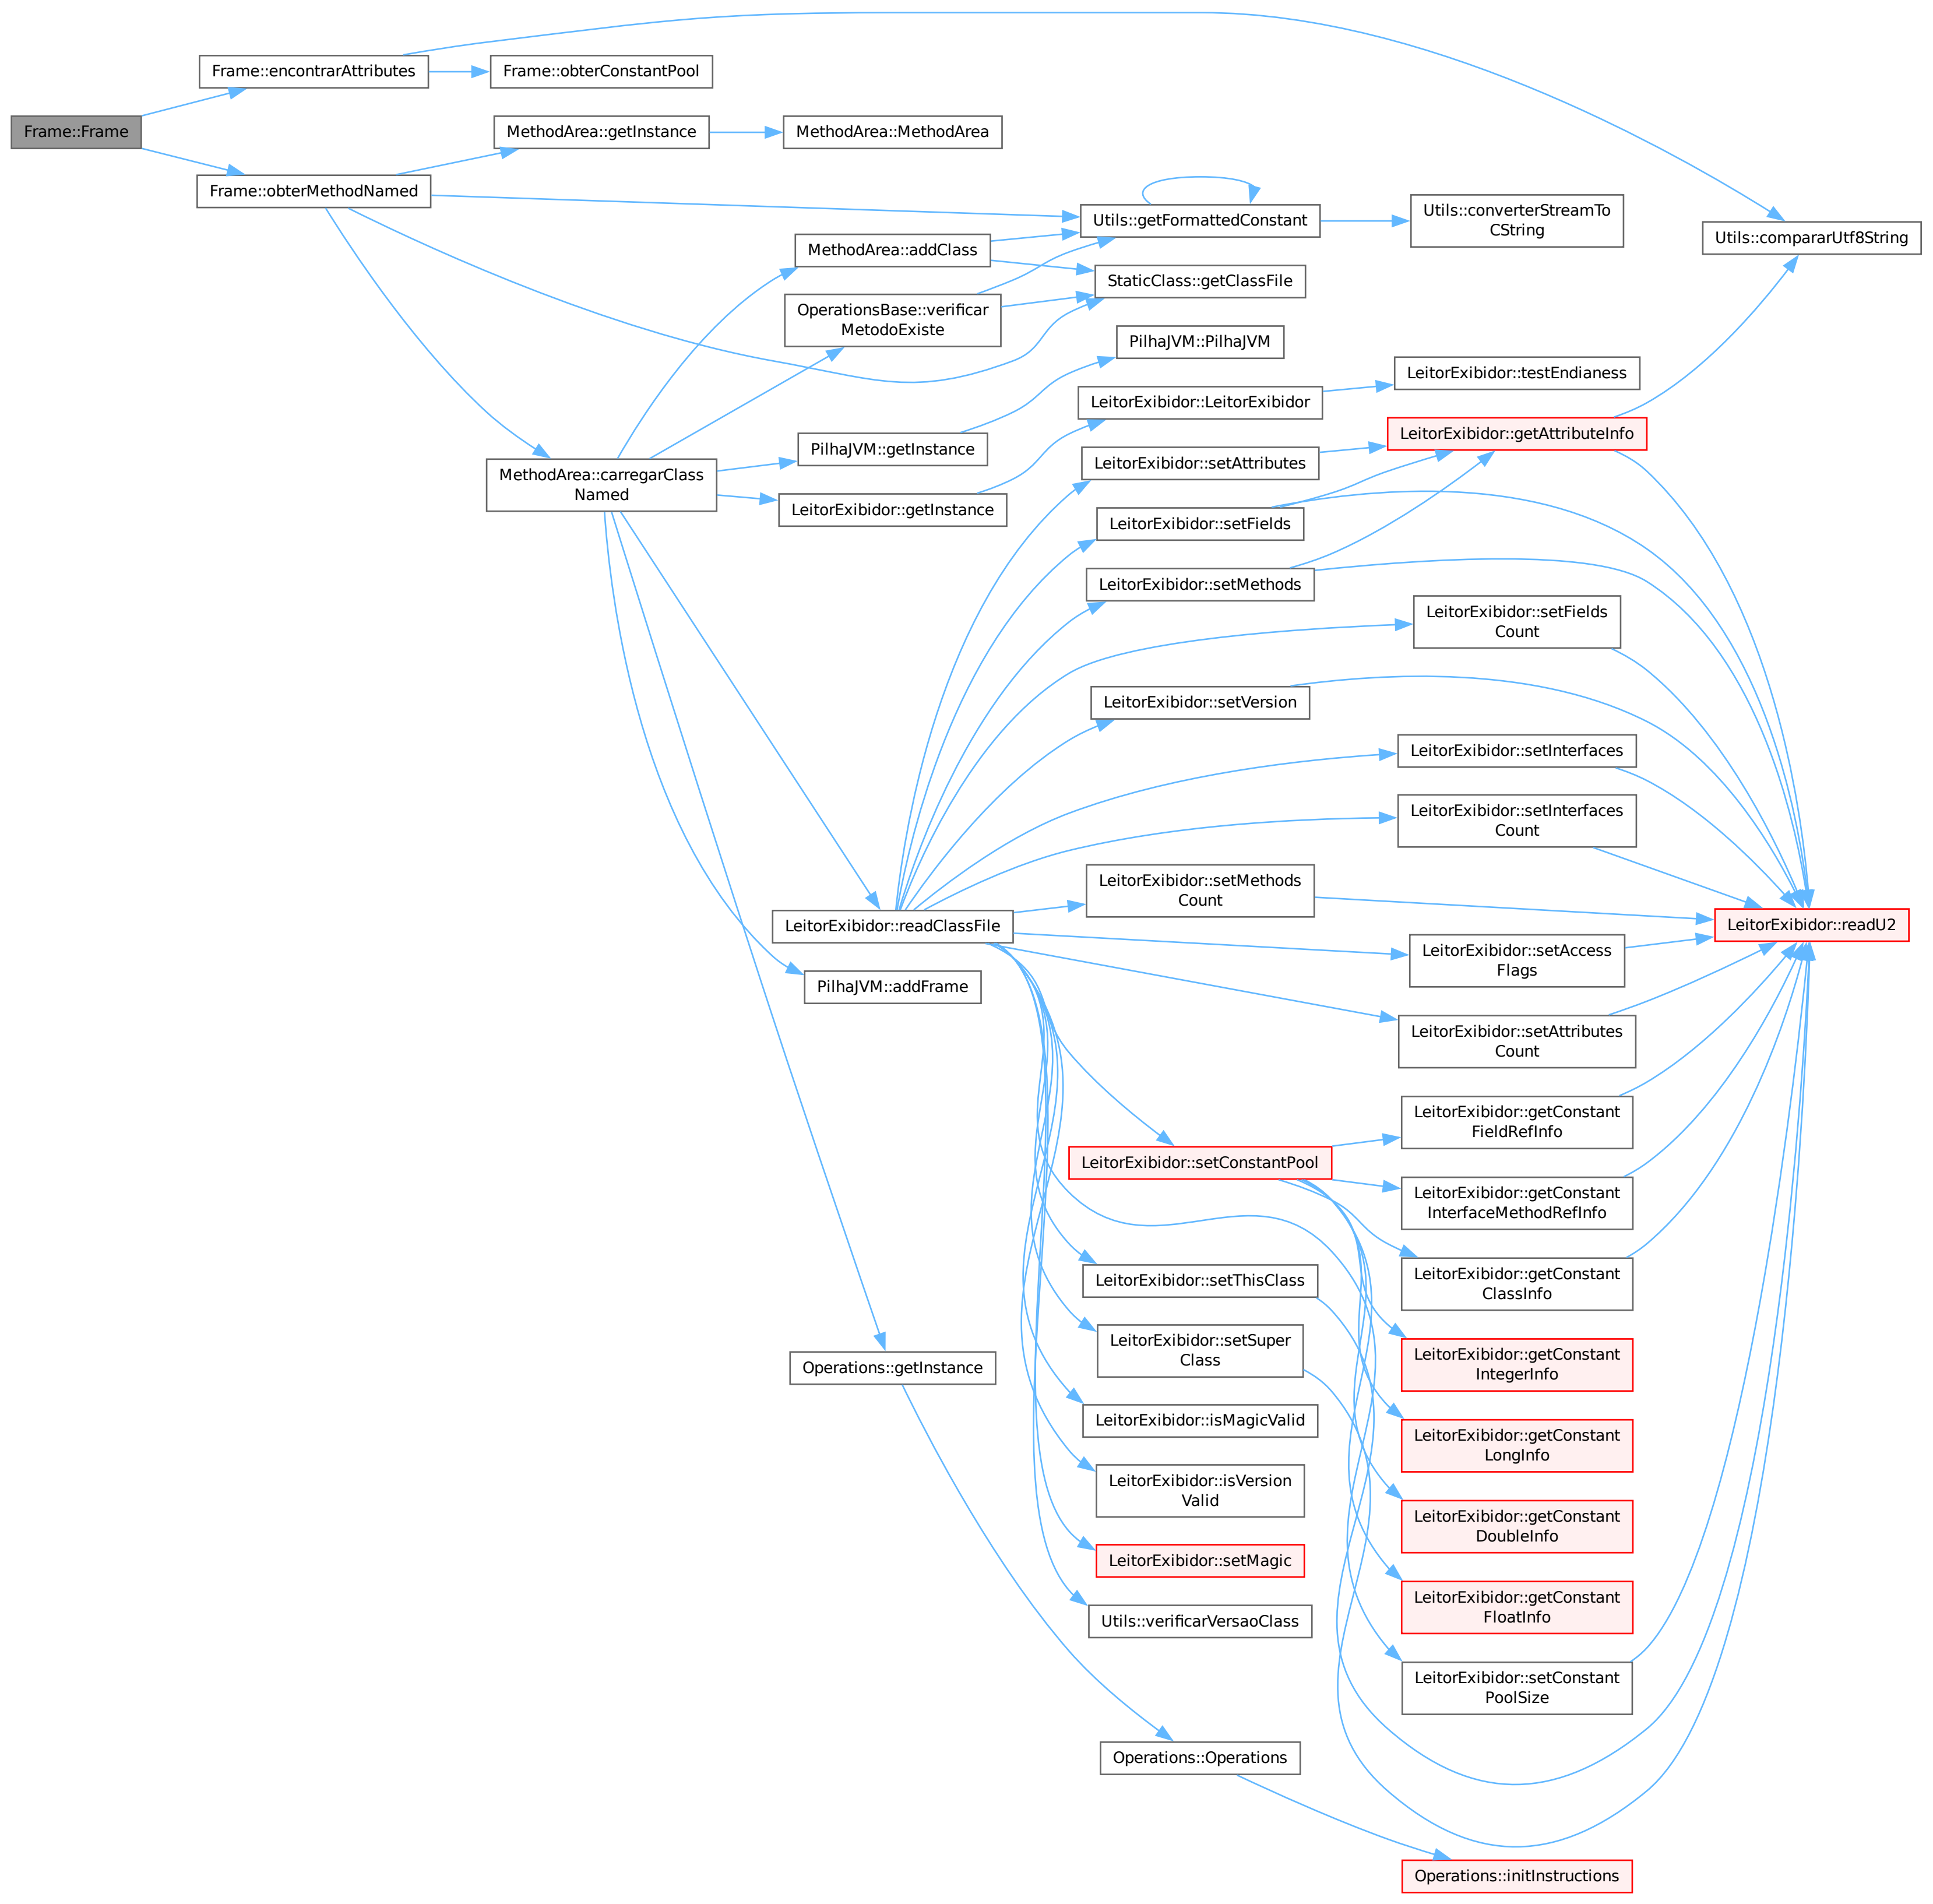 Frame::Frame
Frame::encontrarAttributes
Frame::obterConstantPool
Frame::obterMethodNamed
MethodArea::getInstance
MethodArea::MethodArea
MethodArea::carregarClass
Named
MethodArea::addClass
OperationsBase::verificar
MetodoExiste
PilhaJVM::getInstance
LeitorExibidor::getInstance
LeitorExibidor::readClassFile
PilhaJVM::addFrame
Operations::getInstance
Utils::getFormattedConstant
StaticClass::getClassFile
PilhaJVM::PilhaJVM
LeitorExibidor::LeitorExibidor
LeitorExibidor::setAttributes
LeitorExibidor::setFields
LeitorExibidor::setMethods
LeitorExibidor::setVersion
LeitorExibidor::setMethods
Count
LeitorExibidor::setConstantPool
LeitorExibidor::setThisClass
LeitorExibidor::setSuper
Class
LeitorExibidor::isMagicValid
LeitorExibidor::isVersion
Valid
LeitorExibidor::setMagic
Utils::verificarVersaoClass
Operations::Operations
Utils::converterStreamTo
CString
LeitorExibidor::testEndianess
LeitorExibidor::getAttributeInfo
LeitorExibidor::setFields
Count
LeitorExibidor::setInterfaces
LeitorExibidor::setInterfaces
Count
LeitorExibidor::setAccess
Flags
LeitorExibidor::setAttributes
Count
LeitorExibidor::getConstant
FieldRefInfo
LeitorExibidor::getConstant
InterfaceMethodRefInfo
LeitorExibidor::getConstant
ClassInfo
LeitorExibidor::getConstant
IntegerInfo
LeitorExibidor::getConstant
LongInfo
LeitorExibidor::getConstant
DoubleInfo
LeitorExibidor::getConstant
FloatInfo
LeitorExibidor::setConstant
PoolSize
Operations::initInstructions
Utils::compararUtf8String
LeitorExibidor::readU2